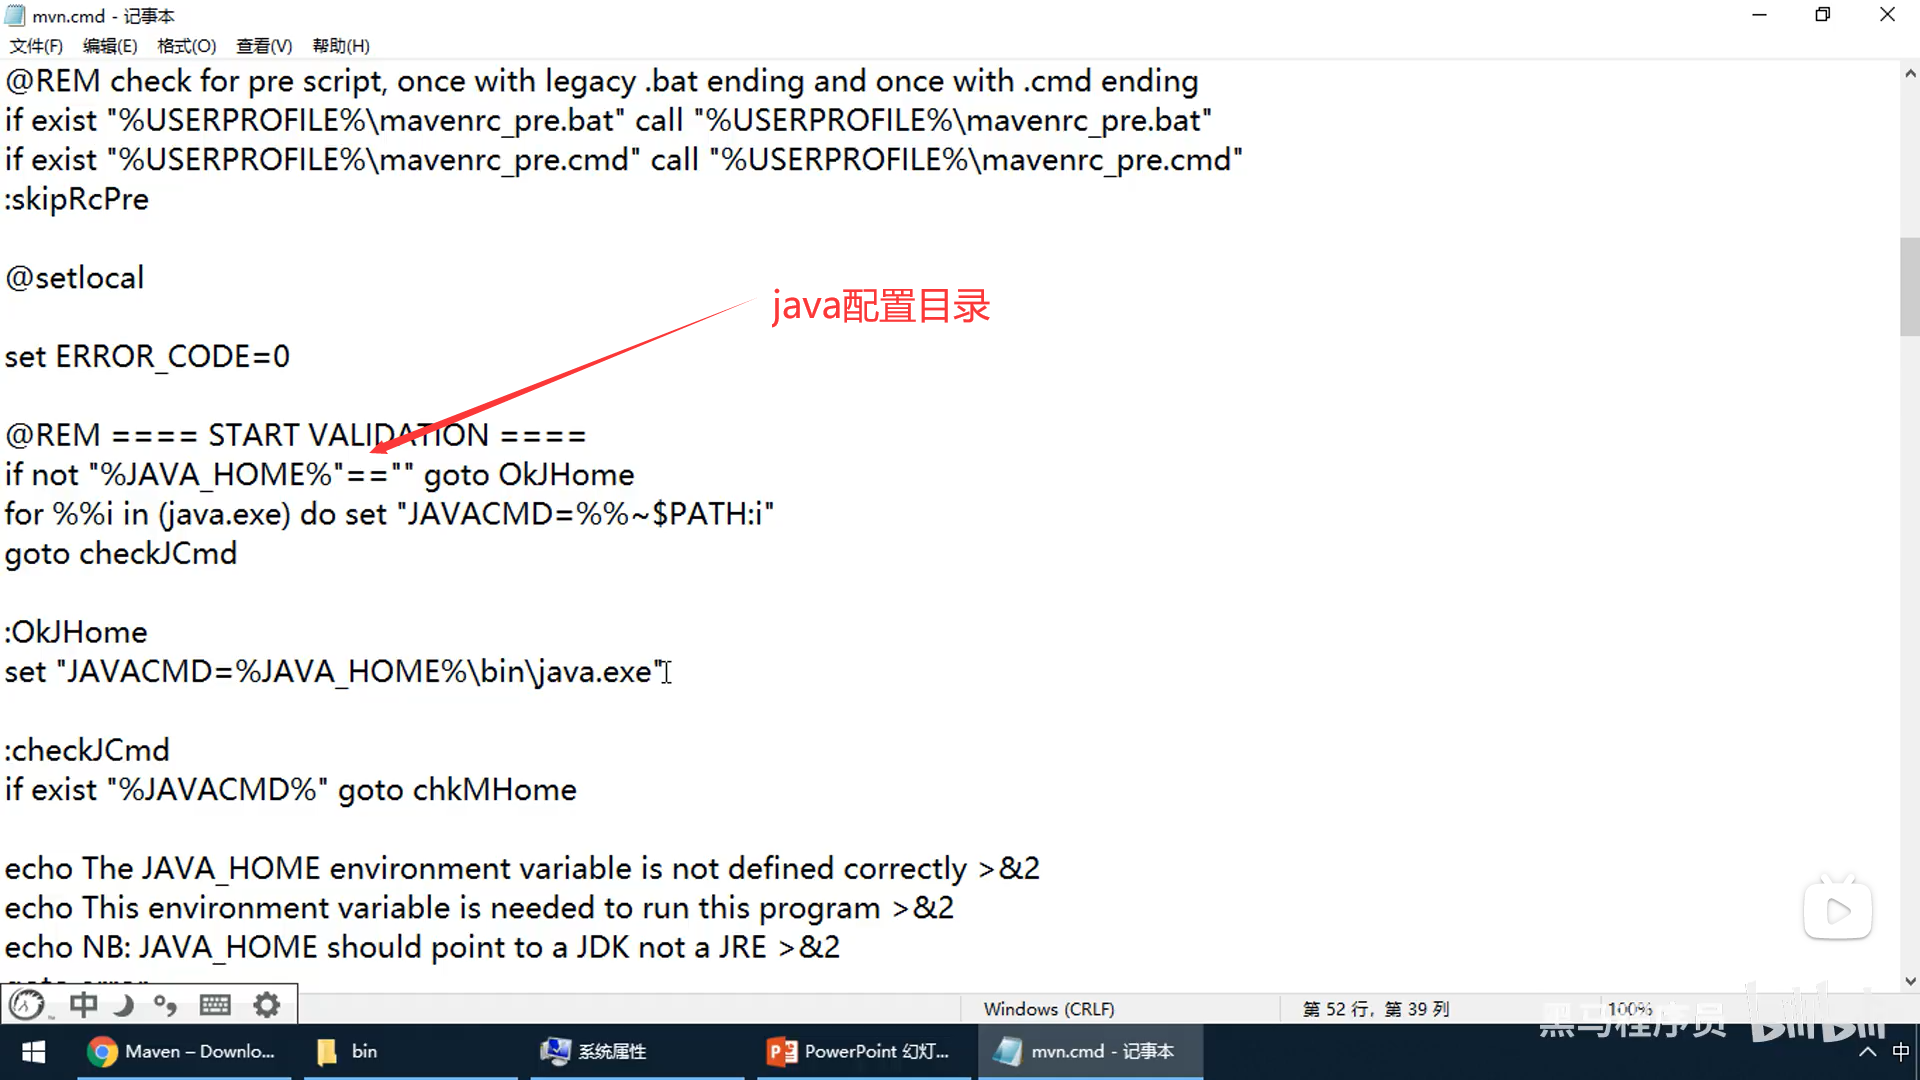 mvn.cmd - 记事本
文件(F) 编辑(E) 格式(O) 查看(V) 帮助(H)
@REM check for pre script, once with legacy .bat ending and once with .cmd ending
if exist "%USERPROFILE%\mavenrc_pre.bat" call "%USERPROFILE%\mavenrc_pre.bat"
if exist "%USERPROFILE%\mavenrc_pre.cmd" call "%USERPROFILE%\mavenrc_pre.cmd"
:skipRcPre
@setlocal
java配置目录
set ERROR_CODE=0
@REM ==== START VALIDATION ====
if not "%JAVA_HOME%"=="" goto OkJHome
for %%i in (java.exe) do set "JAVACMD=%%~$PATH:i"
goto checkJCmd
:OkJHome
set "JAVACMD=%JAVA_HOME%\bin\java.exe"
:checkJCmd
if exist "%JAVACMD%" goto chkMHome
echo The JAVA_HOME environment variable is not defined correctly >&2
echo This environment variable is needed to run this program >&2
echo NB: JAVA_HOME should point to a JDK not a JRE >&2
中
Windows (CRLF) 第 52 行，第 39 列 100%
黑马程序员 bilibili
Maven – Downlo... bin 系统属性 PowerPoint 幻灯... mvn.cmd - 记事本 中